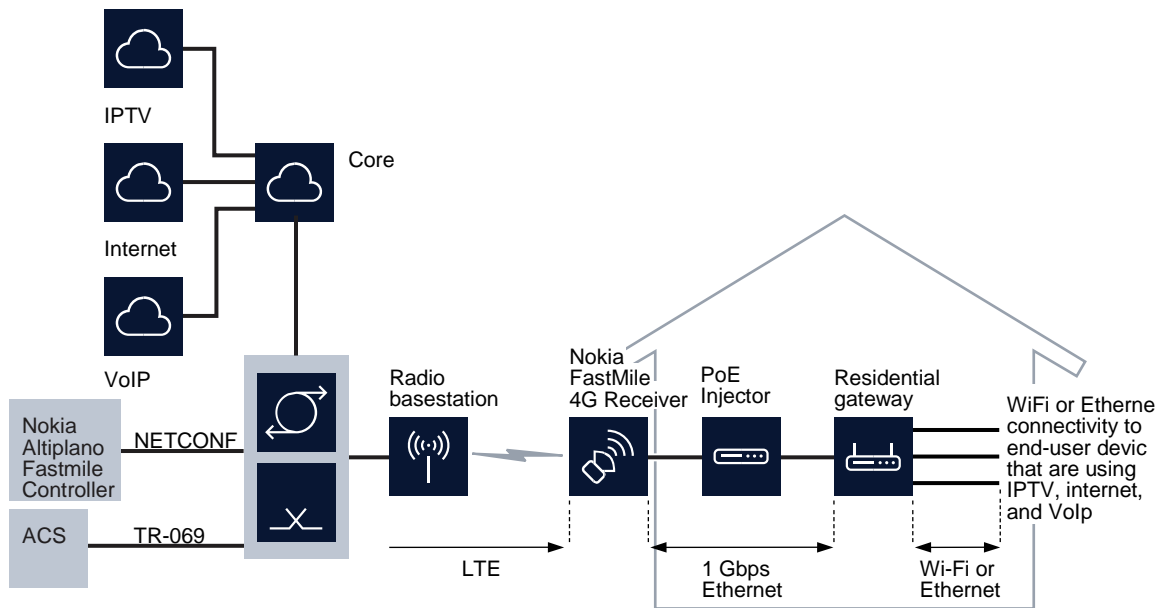 IPTV
Core
Internet
VoIP
Nokia
Altiplano
Fastmile
Controller
NETCONF
ACS
TR-069
Radio
basestation
Nokia
FastMile
4G Receiver
PoE
Injector
Residential
gateway
WiFi or Etherne
connectivity to
end-user devic
that are using
IPTV, internet,
and VoIp
LTE
1 Gbps
Ethernet
Wi-Fi or
Ethernet